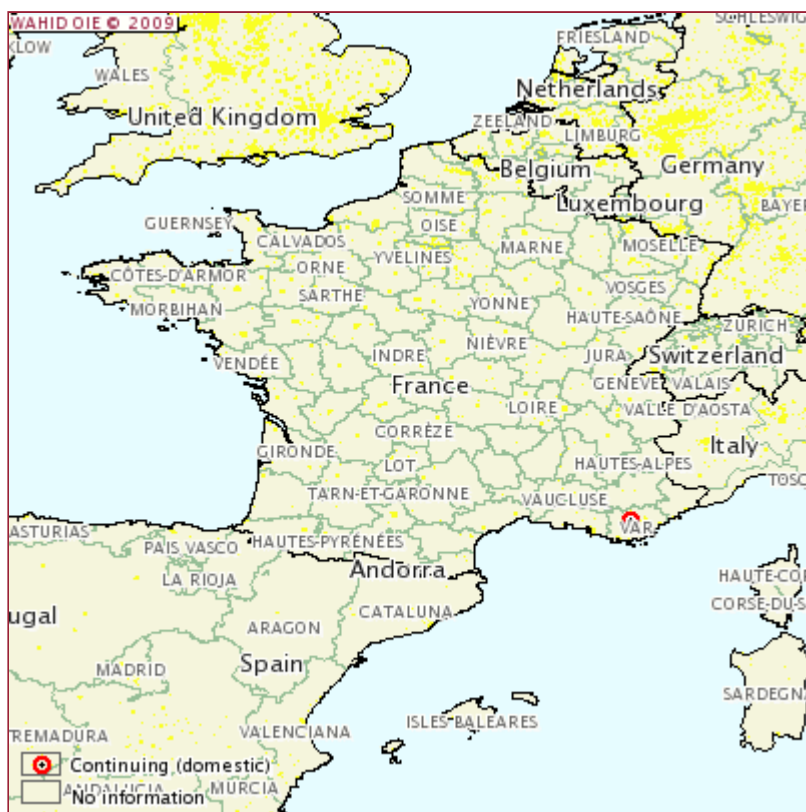 WAHID OIE © 2009
SCHLESWIG
FRIESLAND
KLOW
WALES
Netherlands
United Kingdom
ZEELAND
LIMBURG
Belgium
Germany
SOMME
Luxembourg
BAYER
GUERNSEY
OISE
CALVADOS
MARNE
MOSELLE
YVELINES
CÔTES-D'ARMOR
ORNE
VOSGES
SARTHE
YONNE
MORBIHAN
HAUTE-SAÔNE
ZURICH
NIÈVRE
VENDÉE
INDRE
JURA
Switzerland
France
GENEVE
VALAIS
LOIRE
VALLE D'AOSTA
CORRÈZE
Italy
GIRONDE
LOT
HAUTES-ALPES
TOSC
TARN-ET-GARONNE
VAUCLUSE
ASTURIAS
VAR
PAIS VASCO
HAUTES-PYRÉNÉES
LA RIOJA
Andorra
HAUTE-COR
CORSE-DU-S
ugal
CATALUNA
ARAGON
MADRID
Spain
SARDEGNA
ISLES-BALEARES
TREMADURA
VALENCIANA
Continuing (domestic)
ANDALUCIA
MURCIA
No information